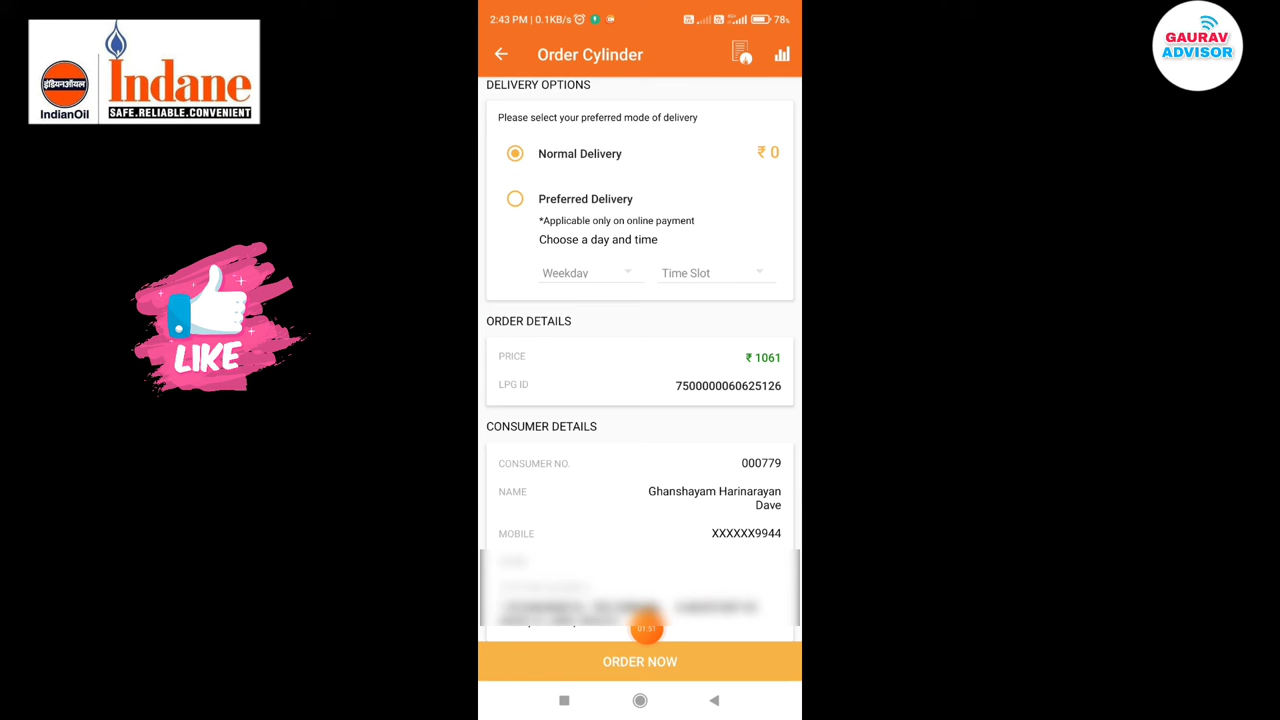 इंडियनऑयल
IndianOil
Indane
SAFE.RELIABLE.CONVENIENT
LIKE
2:43 PM | 0.1KB/s
78%
Order Cylinder
DELIVERY OPTIONS
Please select your preferred mode of delivery
Normal Delivery ₹ 0
Preferred Delivery
*Applicable only on online payment
Choose a day and time
Weekday Time Slot
ORDER DETAILS
PRICE ₹ 1061
LPG ID 7500000060625126
CONSUMER DETAILS
CONSUMER NO. 000779
NAME Ghanshayam Harinarayan
Dave
MOBILE XXXXXX9944
01:51
ORDER NOW
GAURAV
ADVISOR